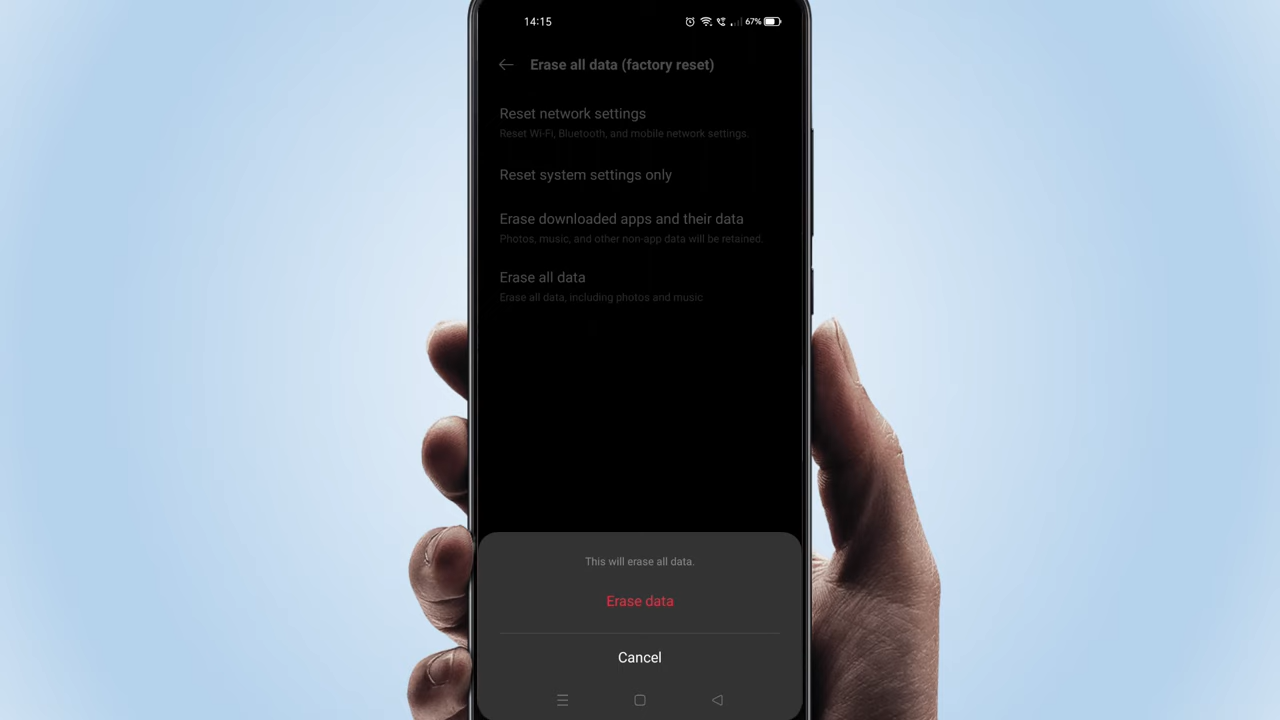 14:15
67%
Erase all data (factory reset)
Reset network settings
Reset Wi-Fi, Bluetooth, and mobile network settings.
Reset system settings only
Erase downloaded apps and their data
Photos, music, and other non-app data will be retained.
Erase all data
Erase all data, including photos and music
This will erase all data.
Erase data
Cancel